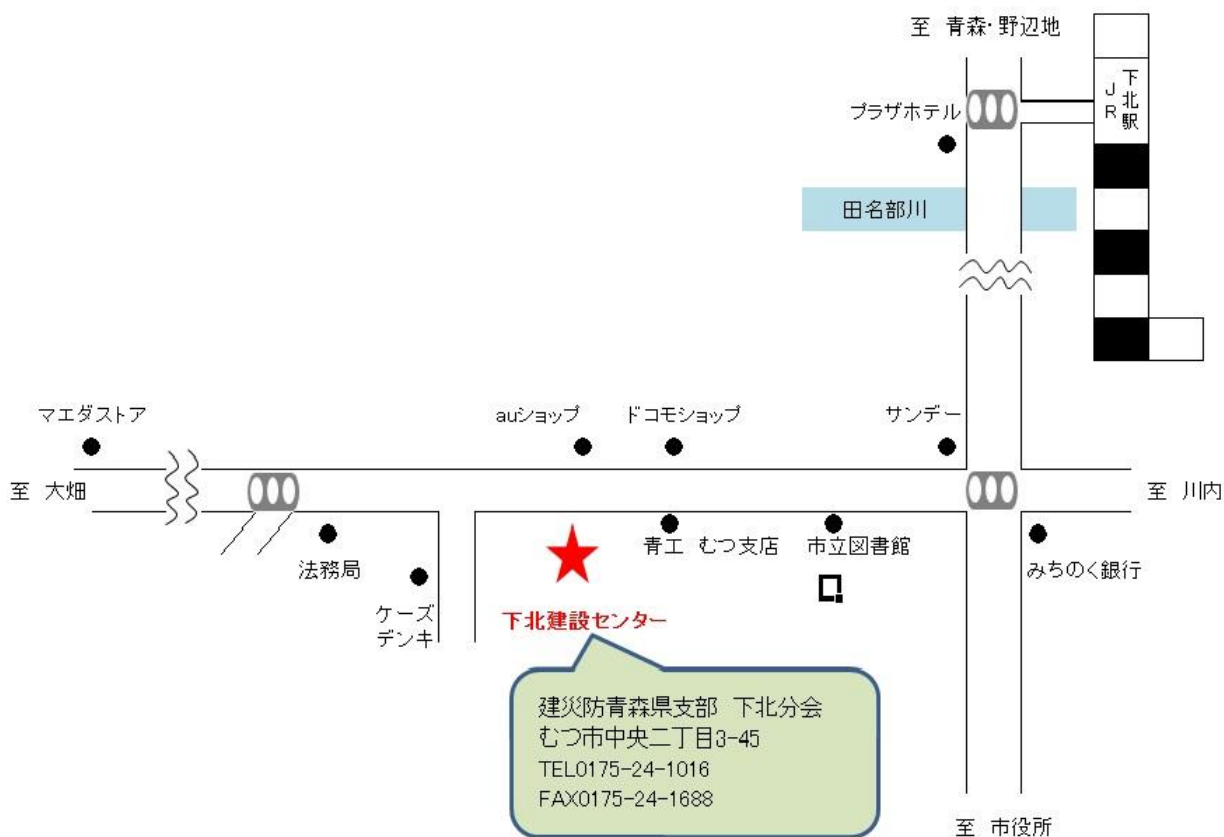 至 青森・野辺地
JR
下北駅
プラザホテル
田名部川
マエダストア
auショップ
ドコモショップ
サンデー
至 大畑
至 川内
法務局
青工 むつ支店
市立図書館
みちのく銀行
ケーズ
デンキ
下北建設センター
建災防青森県支部 下北分会
むつ市中央二丁目3-45
TEL0175-24-1016
FAX0175-24-1688
至 市役所